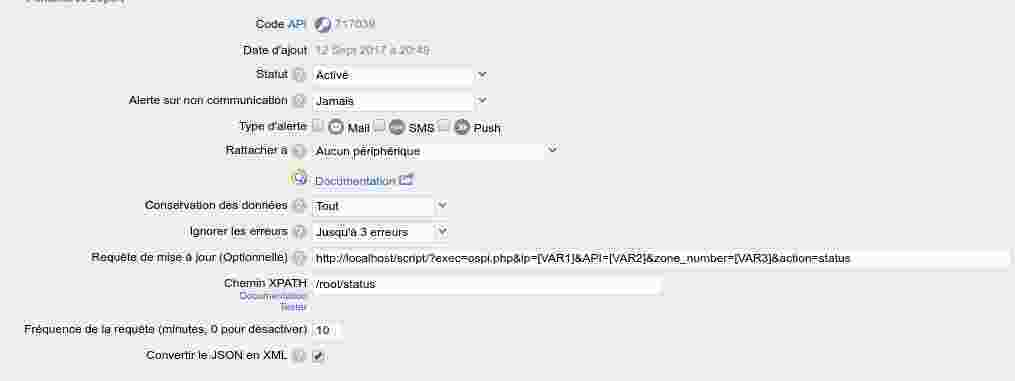 Code API 717039
Date d'ajout 12 Sept 2017 à 20:49
Statut Activé
Alerte sur non communication Jamais
Type d'alerte Mail SMS Push
Rattacher à Aucun périphérique
Documentation
Conservation des données Tout
Ignorer les erreurs Jusqu'à 3 erreurs
Requête de mise à jour (Optionnelle) http://localhost/script/?exec=ospi.php&ip=[VAR1]&API=[VAR2]&zone_number=[VAR3]&action=status
Chemin XPATH /root/status
Documentation
Tester
Fréquence de la requête (minutes, 0 pour désactiver) 10
Convertir le JSON en XML